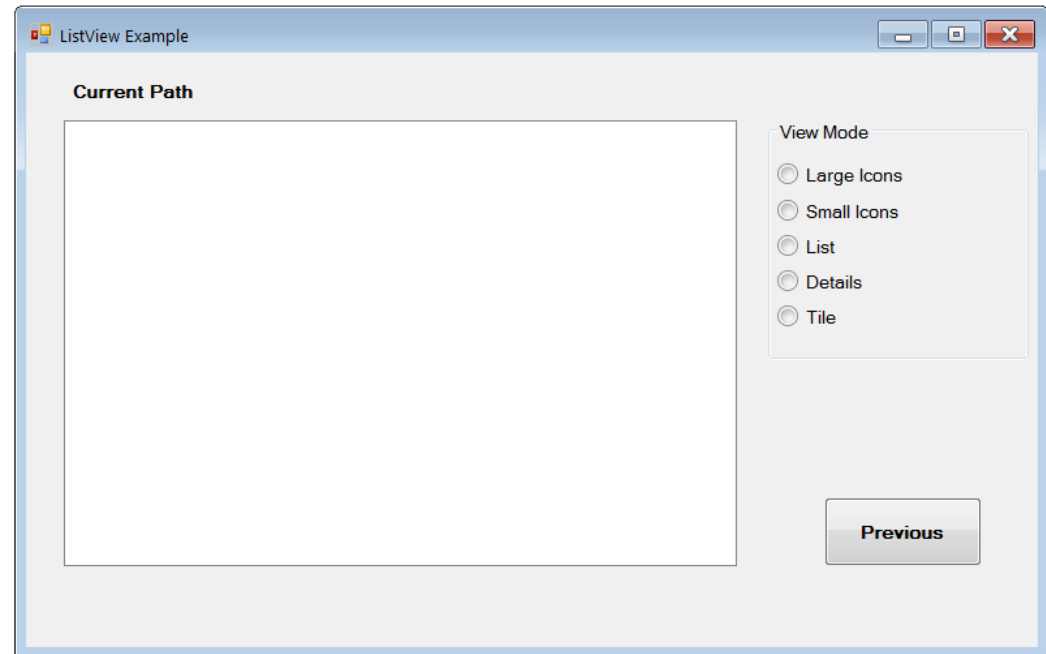 ListView Example
Current Path
View Mode
Large Icons
Small Icons
List
Details
Tile
Previous